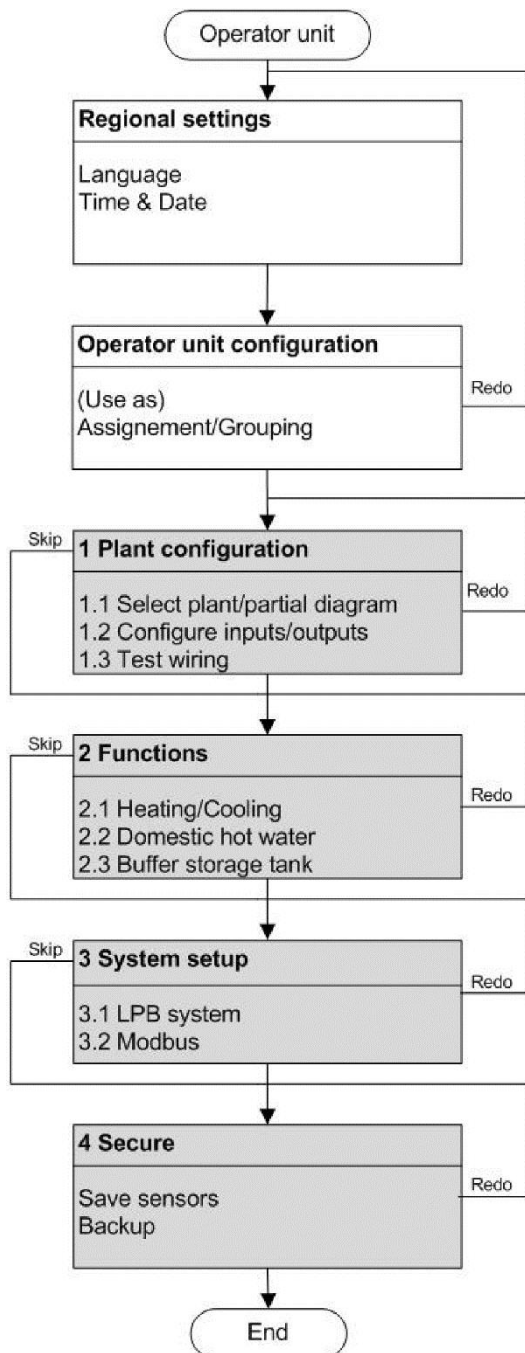 Operator unit
Regional settings
Language
Time & Date
Operator unit configuration
(Use as)
Assignement/Grouping
Redo
Skip
1 Plant configuration
1.1 Select plant/partial diagram
1.2 Configure inputs/outputs
1.3 Test wiring
Redo
Skip
2 Functions
2.1 Heating/Cooling
2.2 Domestic hot water
2.3 Buffer storage tank
Redo
Skip
3 System setup
3.1 LPB system
3.2 Modbus
Redo
4 Secure
Save sensors
Backup
Redo
End